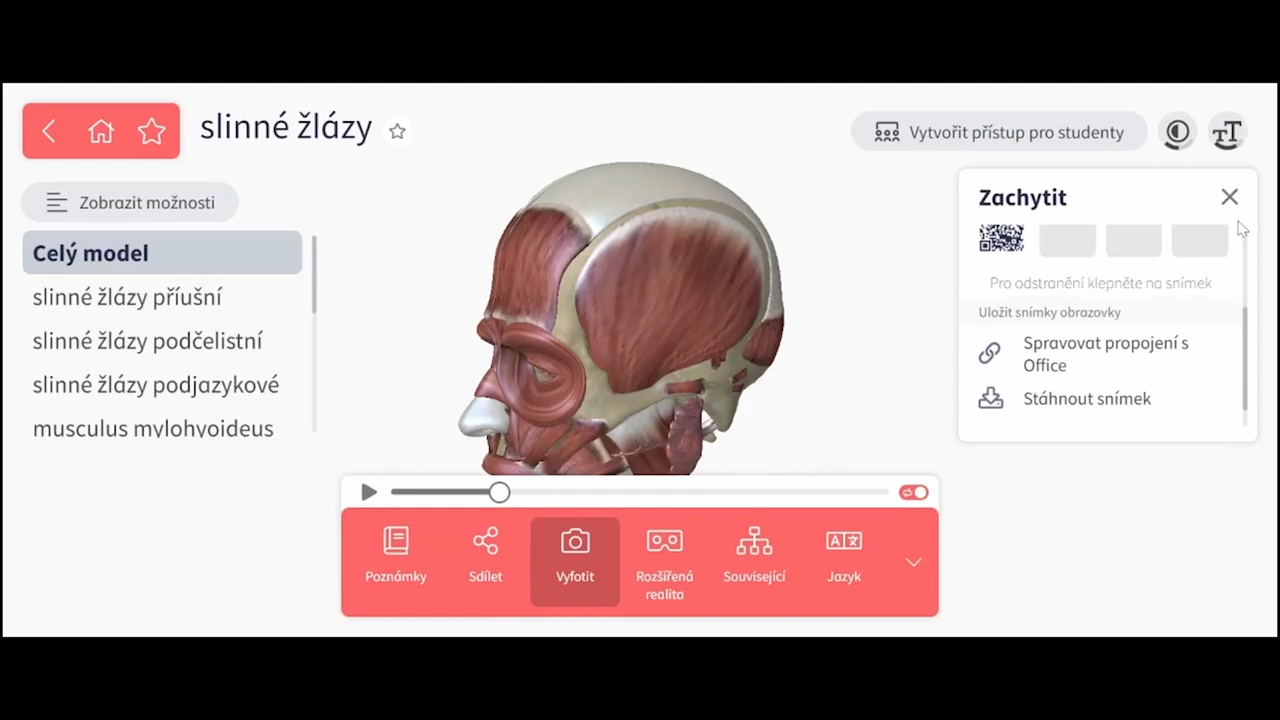 slinné žlázy
Vytvořit přístup pro studenty
Zobrazit možnosti
Celý model
slinné žlázy příušní
slinné žlázy podčelistní
slinné žlázy podjazykové
musculus mylohyoideus
Zachytit
Pro odstranění klepněte na snímek
Uložit snímky obrazovky
Spravovat propojení s
Office
Stáhnout snímek
Poznámky
Sdílet
Vyfotit
Rozšířená
realita
Související
Jazyk